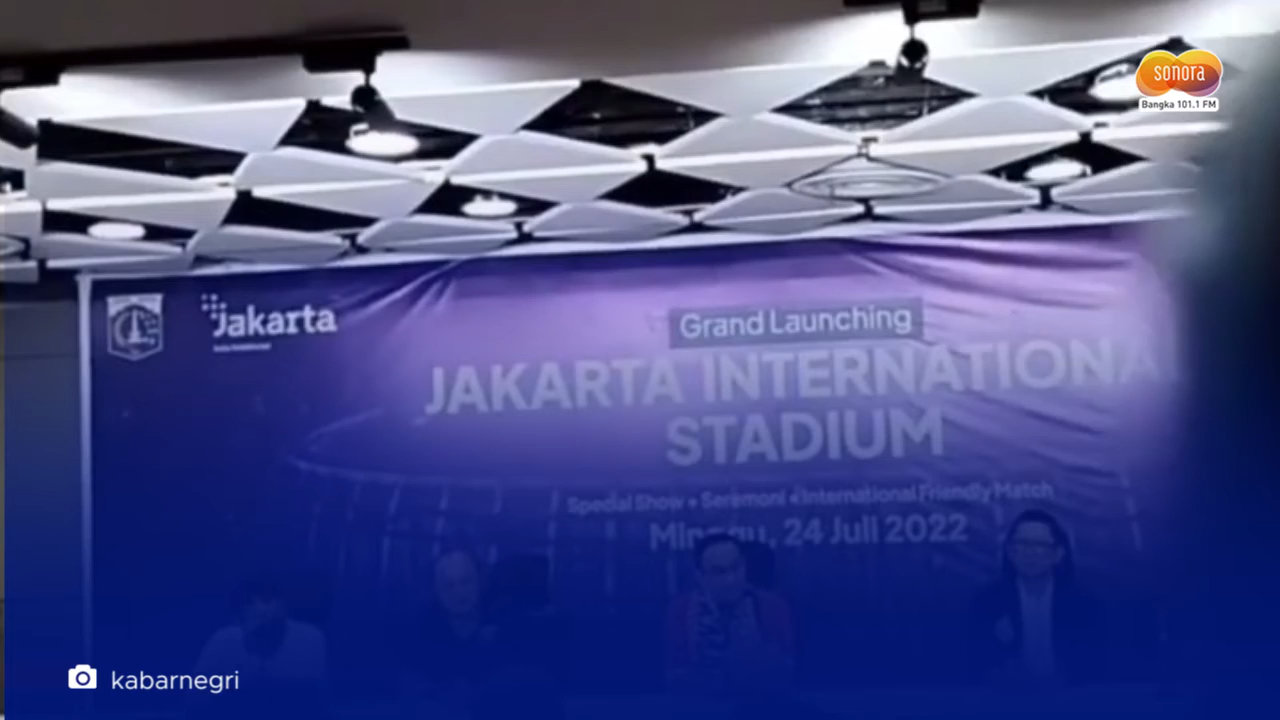 sonora
Bangka 101.1 FM
Jakarta
Grand Launching
JAKARTA INTERNATIONAL
STADIUM
Special Show • Seremoni • International Friendly Match
Minggu, 24 Juli 2022
kabarnegri